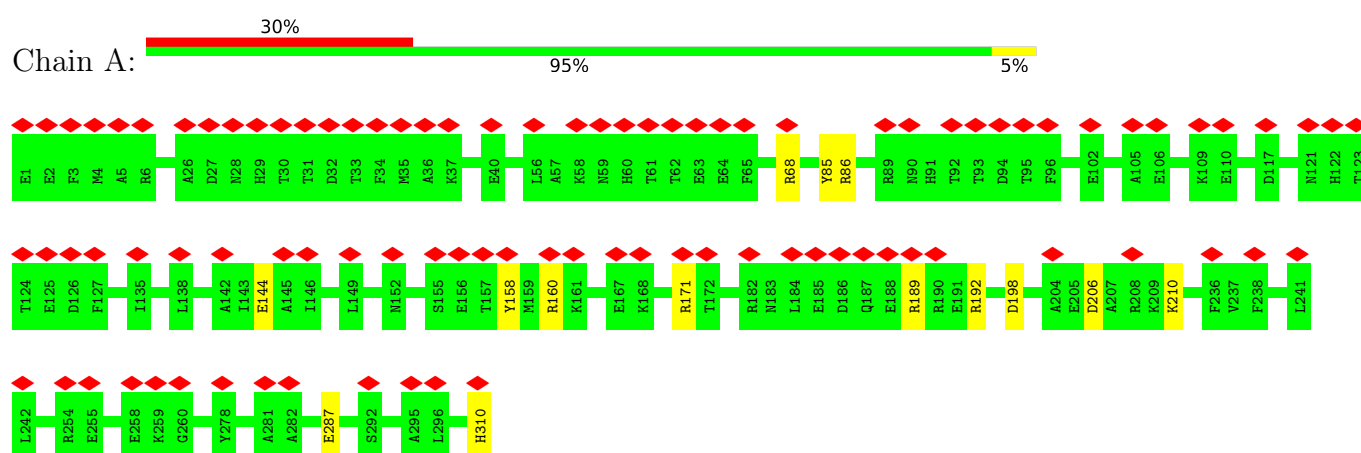 30%
Chain A:
95% 5%
E1 E2 F3 M4 A5 R6 A26 D27 N28 H29 T30 T31 D32 T33 F34 M35 A36 K37 E40 L56 A57 K58 N59 H60 T61 T62 E63 E64 F65 R68 Y85 R86 R89 N90 H91 T92 T93 D94 T95 F96 E102 A105 E106 K109 E110 D117 N121 H122 T123
T124 E125 D126 F127 I135 L138 A142 I143 E144 A145 I146 L149 N152 S155 E156 T157 Y158 M159 R160 K161 E167 K168 R171 T172 R182 N183 L184 E185 D186 Q187 E188 R189 R190 E191 R192 D198 A204 E205 D206 A207 R208 K209 K210 F236 V237 F238 L241
L242 R254 E255 E258 K259 G260 Y278 A281 A282 E287 S292 A295 L296 H310